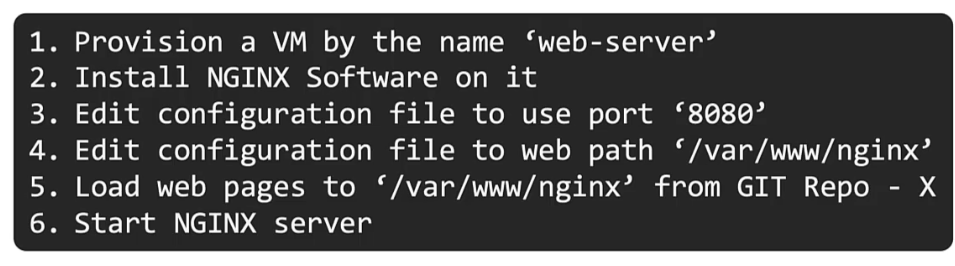 1. Provision a VM by the name ‘web-server’
2. Install NGINX Software on it
3. Edit configuration file to use port ‘8080’
4. Edit configuration file to web path ‘/var/www/nginx’
5. Load web pages to ‘/var/www/nginx’ from GIT Repo - X
6. Start NGINX server